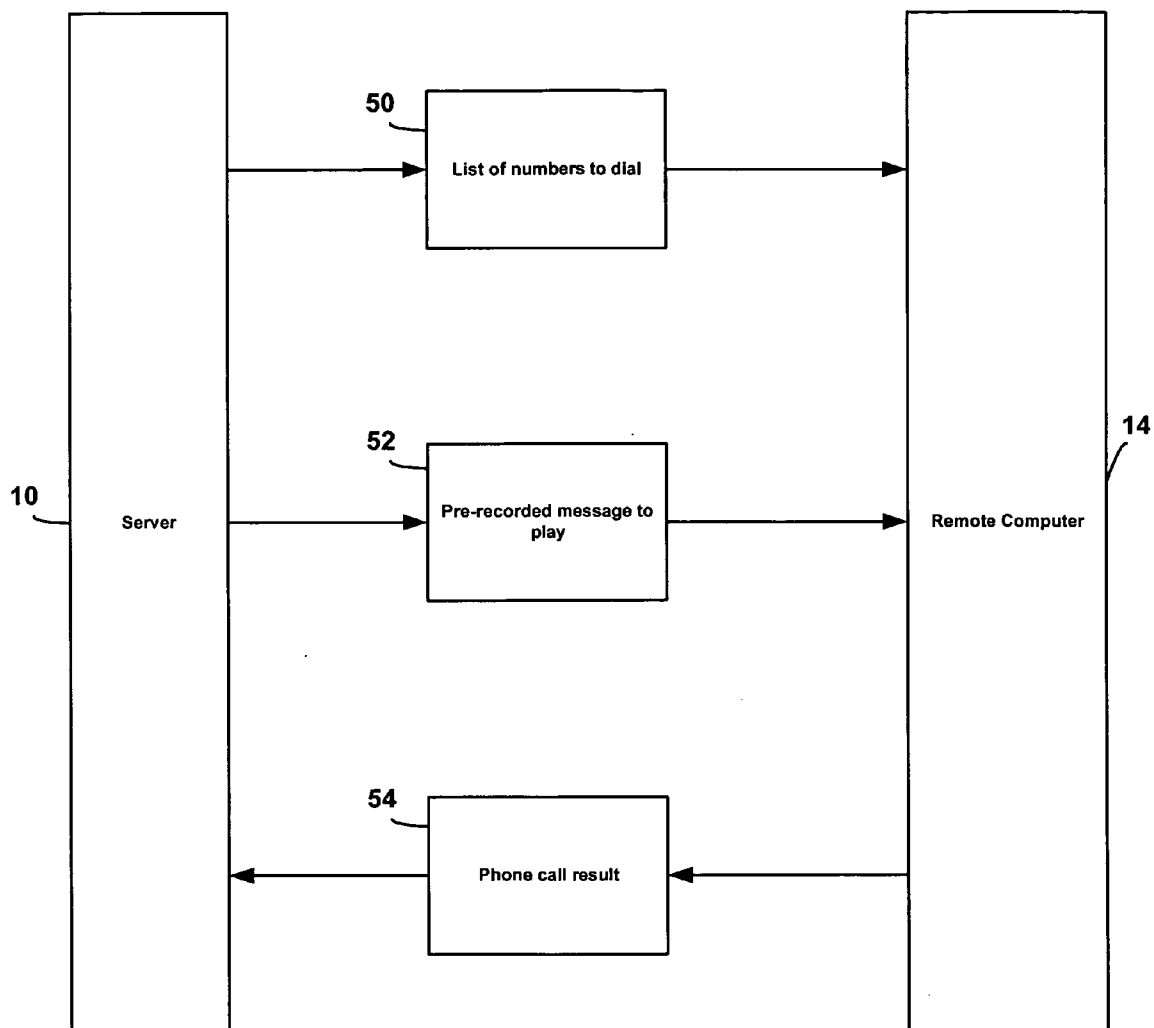 50
List of numbers to dial
52
14
10
Server
Pre-recorded message to
play
Remote Computer
54
Phone call result